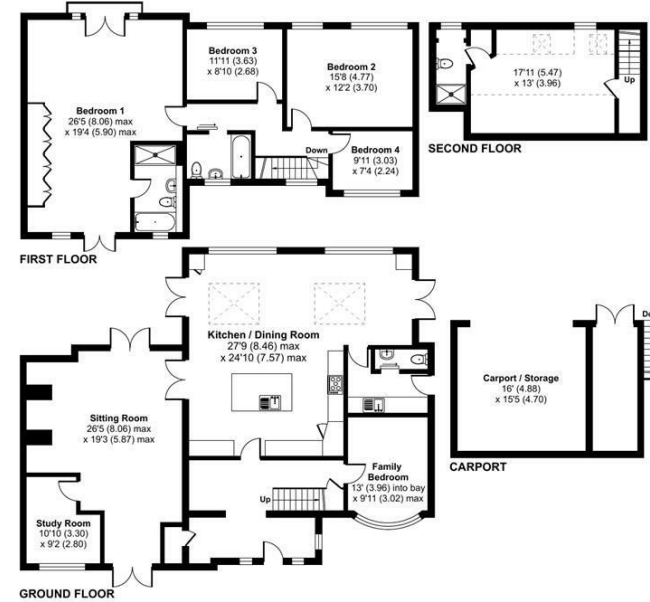 Bedroom 1
26'5 (8.06) max
x 19'4 (5.90) max
Bedroom 3
11'11 (3.63)
x 8'10 (2.68)
Bedroom 2
15'8 (4.77)
x 12'2 (3.70)
Down
Bedroom 4
9'11 (3.03)
x 7'4 (2.24)
FIRST FLOOR
17'11 (5.47)
x 13' (3.96)
Up
SECOND FLOOR
Kitchen / Dining Room
27'9 (8.46) max
x 24'10 (7.57) max
Sitting Room
26'5 (8.06) max
x 19'3 (5.87) max
Study Room
10'10 (3.30)
x 9'2 (2.80)
Up
Family
Bedroom
13' (3.96) into bay
x 9'11 (3.02) max
GROUND FLOOR
Carport / Storage
16' (4.88)
x 15'5 (4.70)
CARPORT